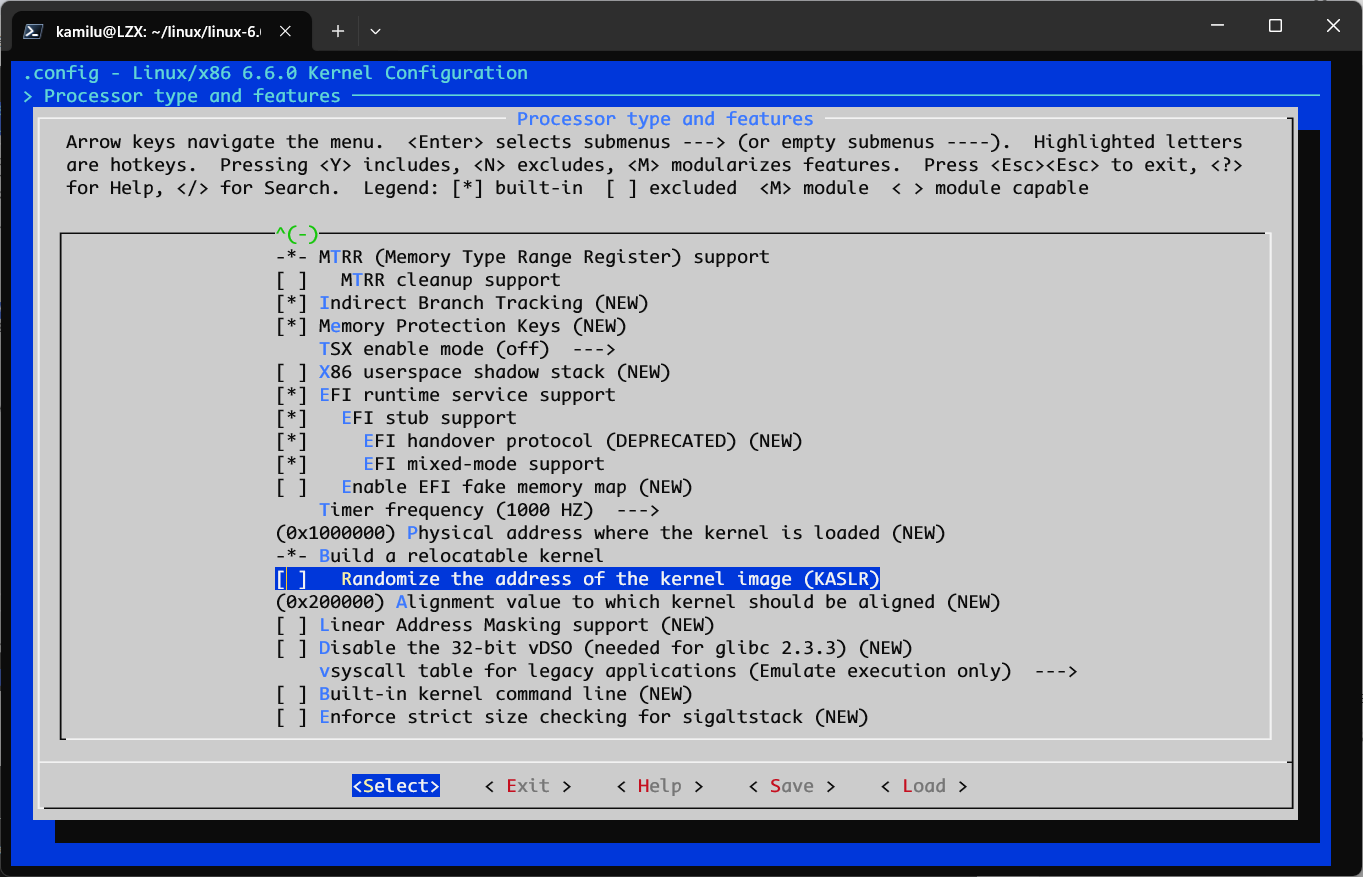 kamilu@LZX: ~/linux/linux-6.
.config - Linux/x86 6.6.0 Kernel Configuration
> Processor type and features
Processor type and features
Arrow keys navigate the menu.  <Enter> selects submenus ---> (or empty submenus ----).  Highlighted letters
are hotkeys.  Pressing <Y> includes, <N> excludes, <M> modularizes features.  Press <Esc><Esc> to exit, <?>
for Help, </> for Search.  Legend: [*] built-in  [ ] excluded  <M> module  < > module capable
^(-)
-*- MTRR (Memory Type Range Register) support
[ ]   MTRR cleanup support
[*] Indirect Branch Tracking (NEW)
[*] Memory Protection Keys (NEW)
TSX enable mode (off)  --->
[ ] X86 userspace shadow stack (NEW)
[*] EFI runtime service support
[*]   EFI stub support
[*]     EFI handover protocol (DEPRECATED) (NEW)
[*]     EFI mixed-mode support
[ ]   Enable EFI fake memory map (NEW)
Timer frequency (1000 HZ)  --->
(0x1000000) Physical address where the kernel is loaded (NEW)
-*- Build a relocatable kernel
[ ]   Randomize the address of the kernel image (KASLR)
(0x200000) Alignment value to which kernel should be aligned (NEW)
[ ] Linear Address Masking support (NEW)
[ ] Disable the 32-bit vDSO (needed for glibc 2.3.3) (NEW)
vsyscall table for legacy applications (Emulate execution only)  --->
[ ] Built-in kernel command line (NEW)
[ ] Enforce strict size checking for sigaltstack (NEW)
<Select>    < Exit >    < Help >    < Save >    < Load >